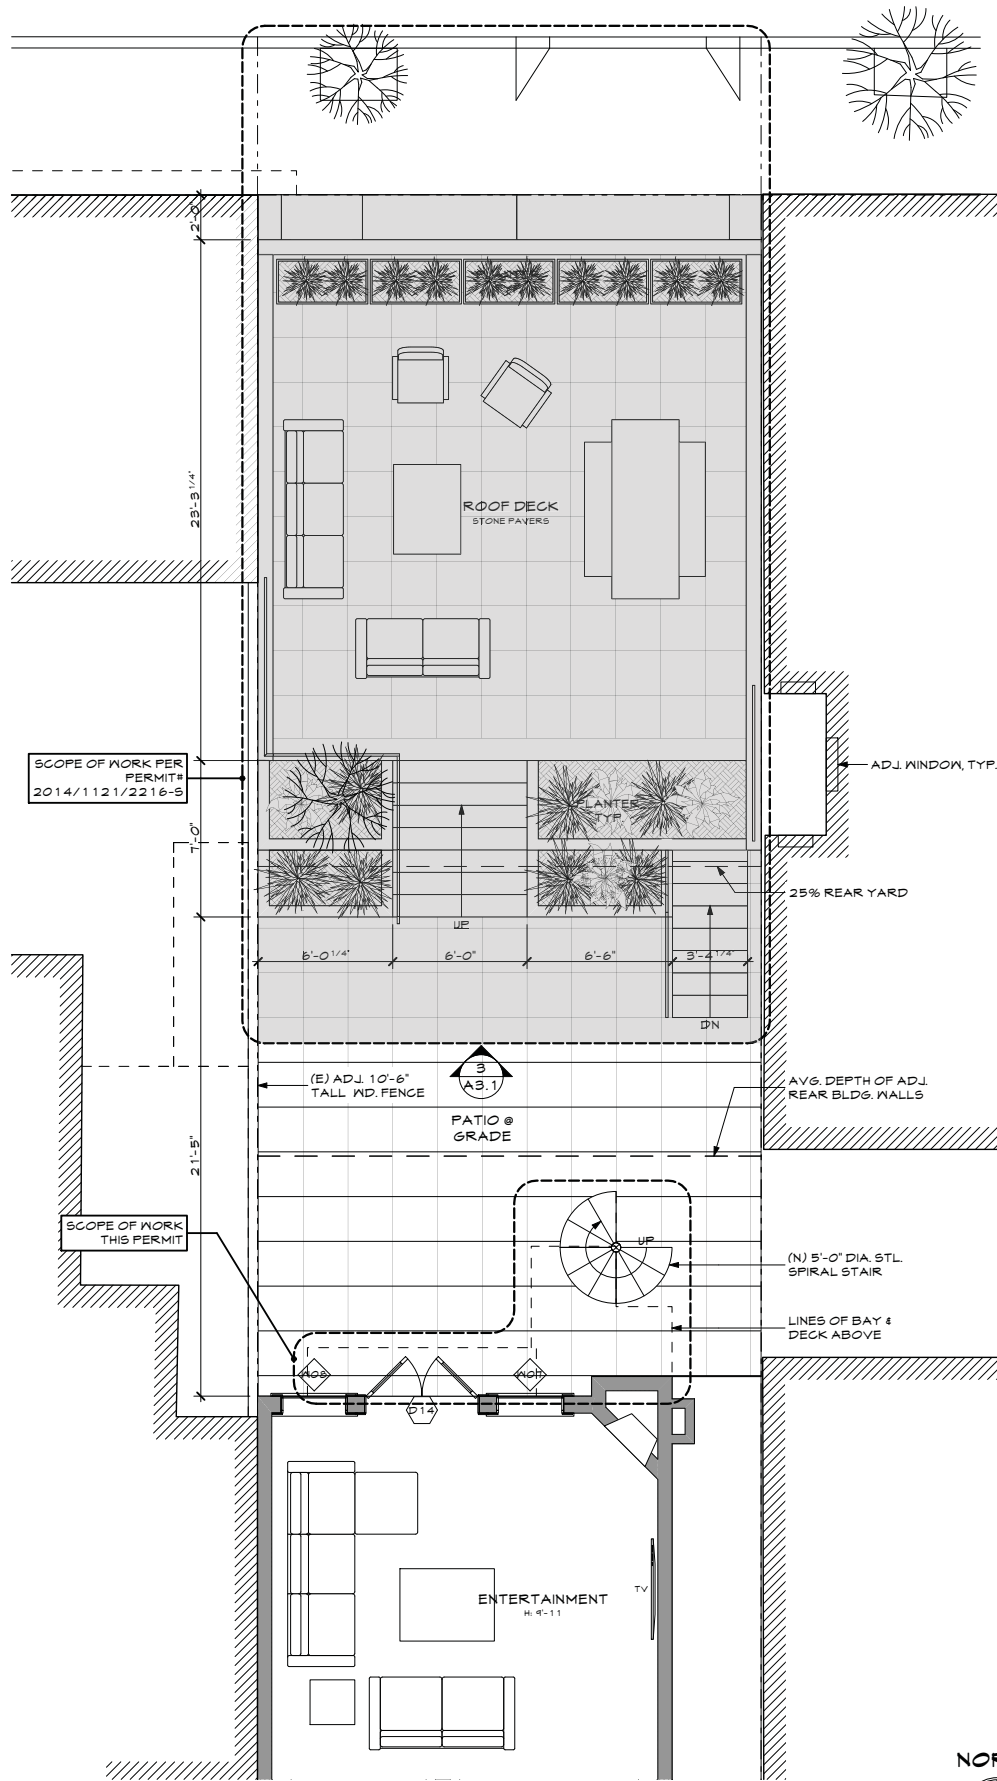 2'-0"
23'-3 1/4"
ROOF DECK
STONE PAVERS
SCOPE OF WORK PER
PERMIT#
2014/1121/2216-S
ADJ. WINDOW, TYP.
PLANTER
TYP.
7'-0"
25% REAR YARD
UP
6'-0 1/4"
6'-0"
6'-6"
3'-4 1/4"
DN
3
A3.1
(E) ADJ. 10'-6"
TALL WD. FENCE
AVG. DEPTH OF ADJ.
REAR BLDG. WALLS
PATIO @
GRADE
21'-5"
SCOPE OF WORK
THIS PERMIT
UP
(N) 5'-0" DIA. STL.
SPIRAL STAIR
LINES OF BAY &
DECK ABOVE
D14
ENTERTAINMENT
H: 9'-11
TV